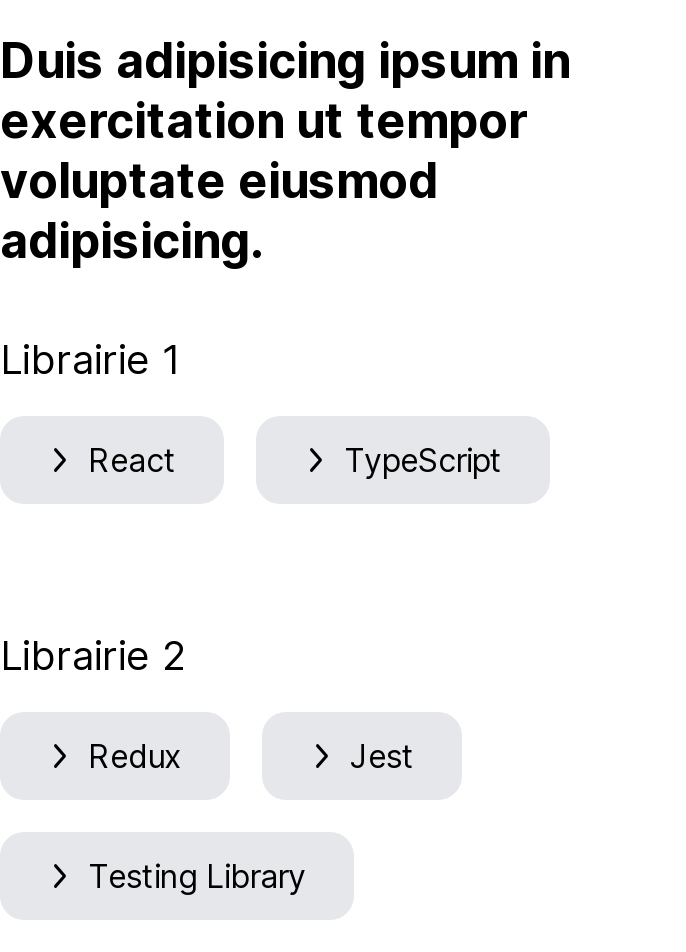 Duis adipisicing ipsum in
exercitation ut tempor
voluptate eiusmod
adipisicing.
Librairie 1
React
TypeScript
Librairie 2
Redux
Jest
Testing Library